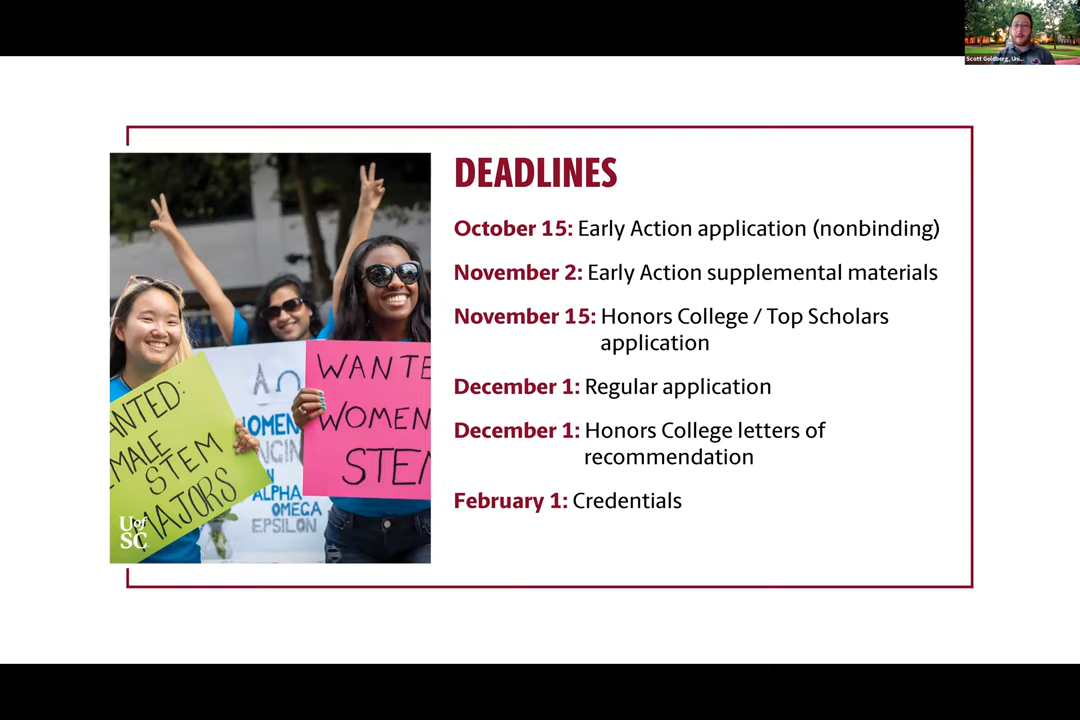 Scott Goldberg, Uni...
DEADLINES
October 15: Early Action application (nonbinding)
November 2: Early Action supplemental materials
November 15: Honors College / Top Scholars
application
December 1: Regular application
December 1: Honors College letters of
recommendation
February 1: Credentials
ANTED:
MALE
STEM
MAJORS
A Ω
OMEN
NGIN
N
ALPHA
OMEGA
EPSILON
WANTE
WOMEN
STEM
U of
SC